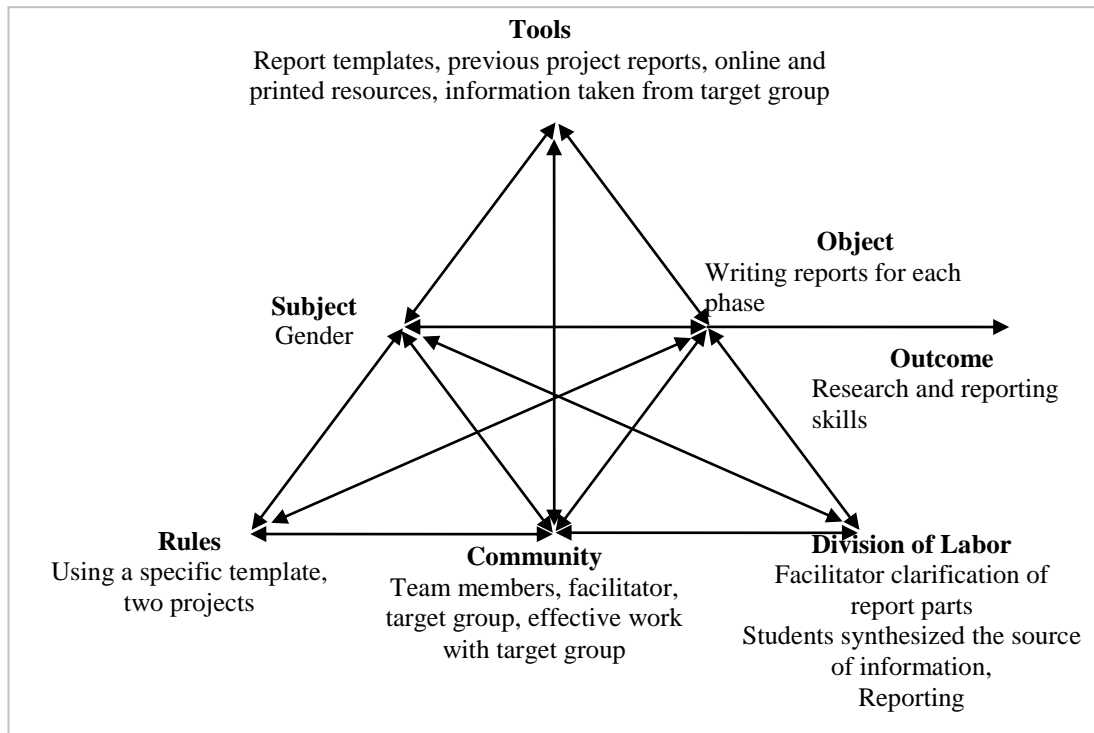 Tools
Report templates, previous project reports, online and
printed resources, information taken from target group
Object
Writing reports for each
phase
Subject
Gender
Outcome
Research and reporting
skills
Rules
Using a specific template,
two projects
Community
Team members, facilitator,
target group, effective work
with target group
Division of Labor
Facilitator clarification of
report parts
Students synthesized the source
of information,
Reporting